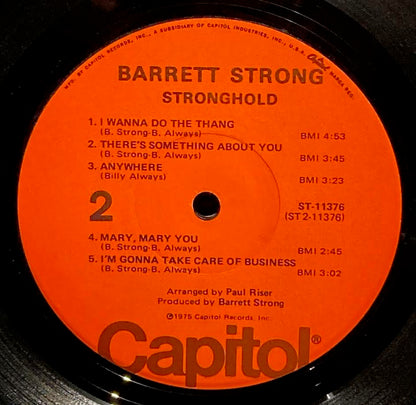 MFG. BY CAPITOL RECORDS, INC., A SUBSIDIARY OF CAPITOL INDUSTRIES, INC., U.S.A. Capitol MARCA REG.
BARRETT STRONG
STRONGHOLD
1. I WANNA DO THE THANG
(B. Strong-B. Always) BMI 4:53
2. THERE'S SOMETHING ABOUT YOU
(B. Strong-B. Always) BMI 3:45
3. ANYWHERE
(Billy Always) BMI 3:23
2
ST-11376
(ST 2-11376)
4. MARY, MARY YOU
(B. Strong-B. Always) BMI 2:45
5. I'M GONNA TAKE CARE OF BUSINESS
(B. Strong-B. Always) BMI 3:02
Arranged by Paul Riser
Produced by Barrett Strong
℗1975 Capitol Records, Inc.
Capitol®